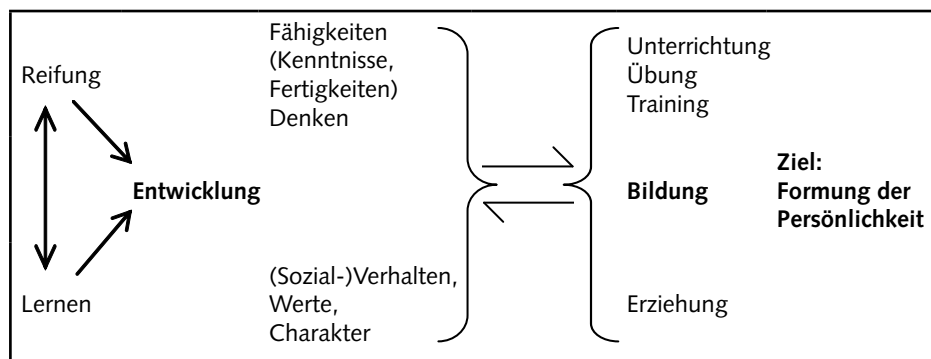 Reifung
Lernen
Entwicklung
Fähigkeiten
(Kenntnisse,
Fertigkeiten)
Denken
(Sozial-)Verhalten,
Werte,
Charakter
Unterrichtung
Übung
Training
Bildung
Erziehung
Ziel:
Formung der
Persönlichkeit